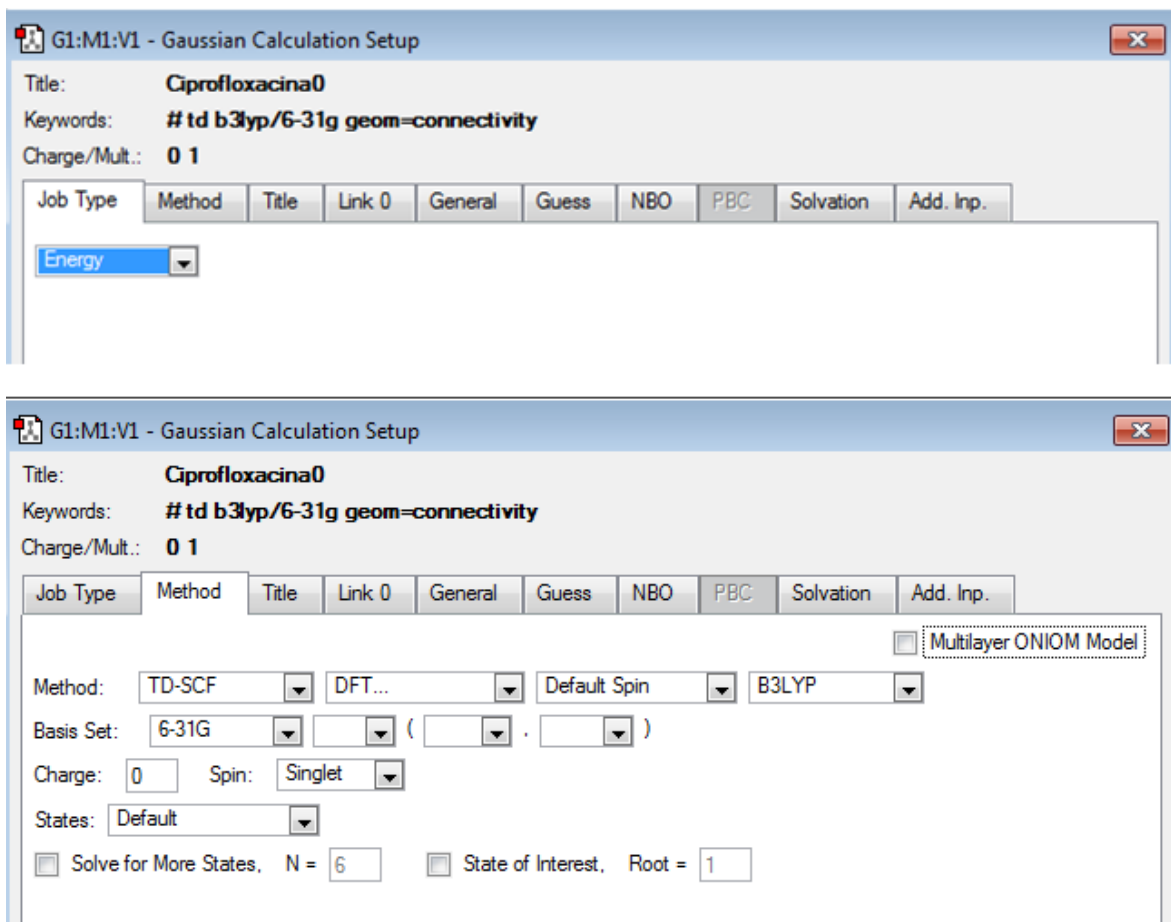 G1:M1:V1 - Gaussian Calculation Setup
Title: Ciprofloxacina0
Keywords: # td b3lyp/6-31g geom=connectivity
Charge/Mult.: 0 1
Job Type Method Title Link 0 General Guess NBO PBC Solvation Add. Inp.
Energy
G1:M1:V1 - Gaussian Calculation Setup
Title: Ciprofloxacina0
Keywords: # td b3lyp/6-31g geom=connectivity
Charge/Mult.: 0 1
Job Type Method Title Link 0 General Guess NBO PBC Solvation Add. Inp.
Multilayer ONIOM Model
Method: TD-SCF DFT... Default Spin B3LYP
Basis Set: 6-31G ( , )
Charge: 0 Spin: Singlet
States: Default
Solve for More States, N = 6 State of Interest, Root = 1